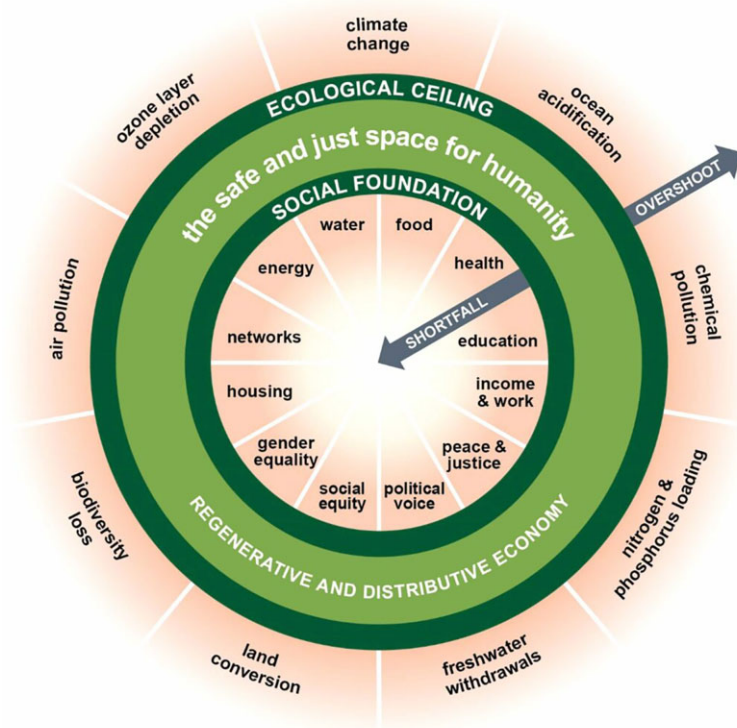 climate
change
ocean
acidification
chemical
pollution
nitrogen &
phosphorus loading
freshwater
withdrawals
land
conversion
biodiversity
loss
air pollution
ozone layer
depletion
ECOLOGICAL CEILING
the safe and just space for humanity
SOCIAL FOUNDATION
OVERSHOOT
SHORTFALL
water
food
health
education
income
& work
peace &
justice
political
voice
social
equity
gender
equality
housing
networks
energy
REGENERATIVE AND DISTRIBUTIVE ECONOMY